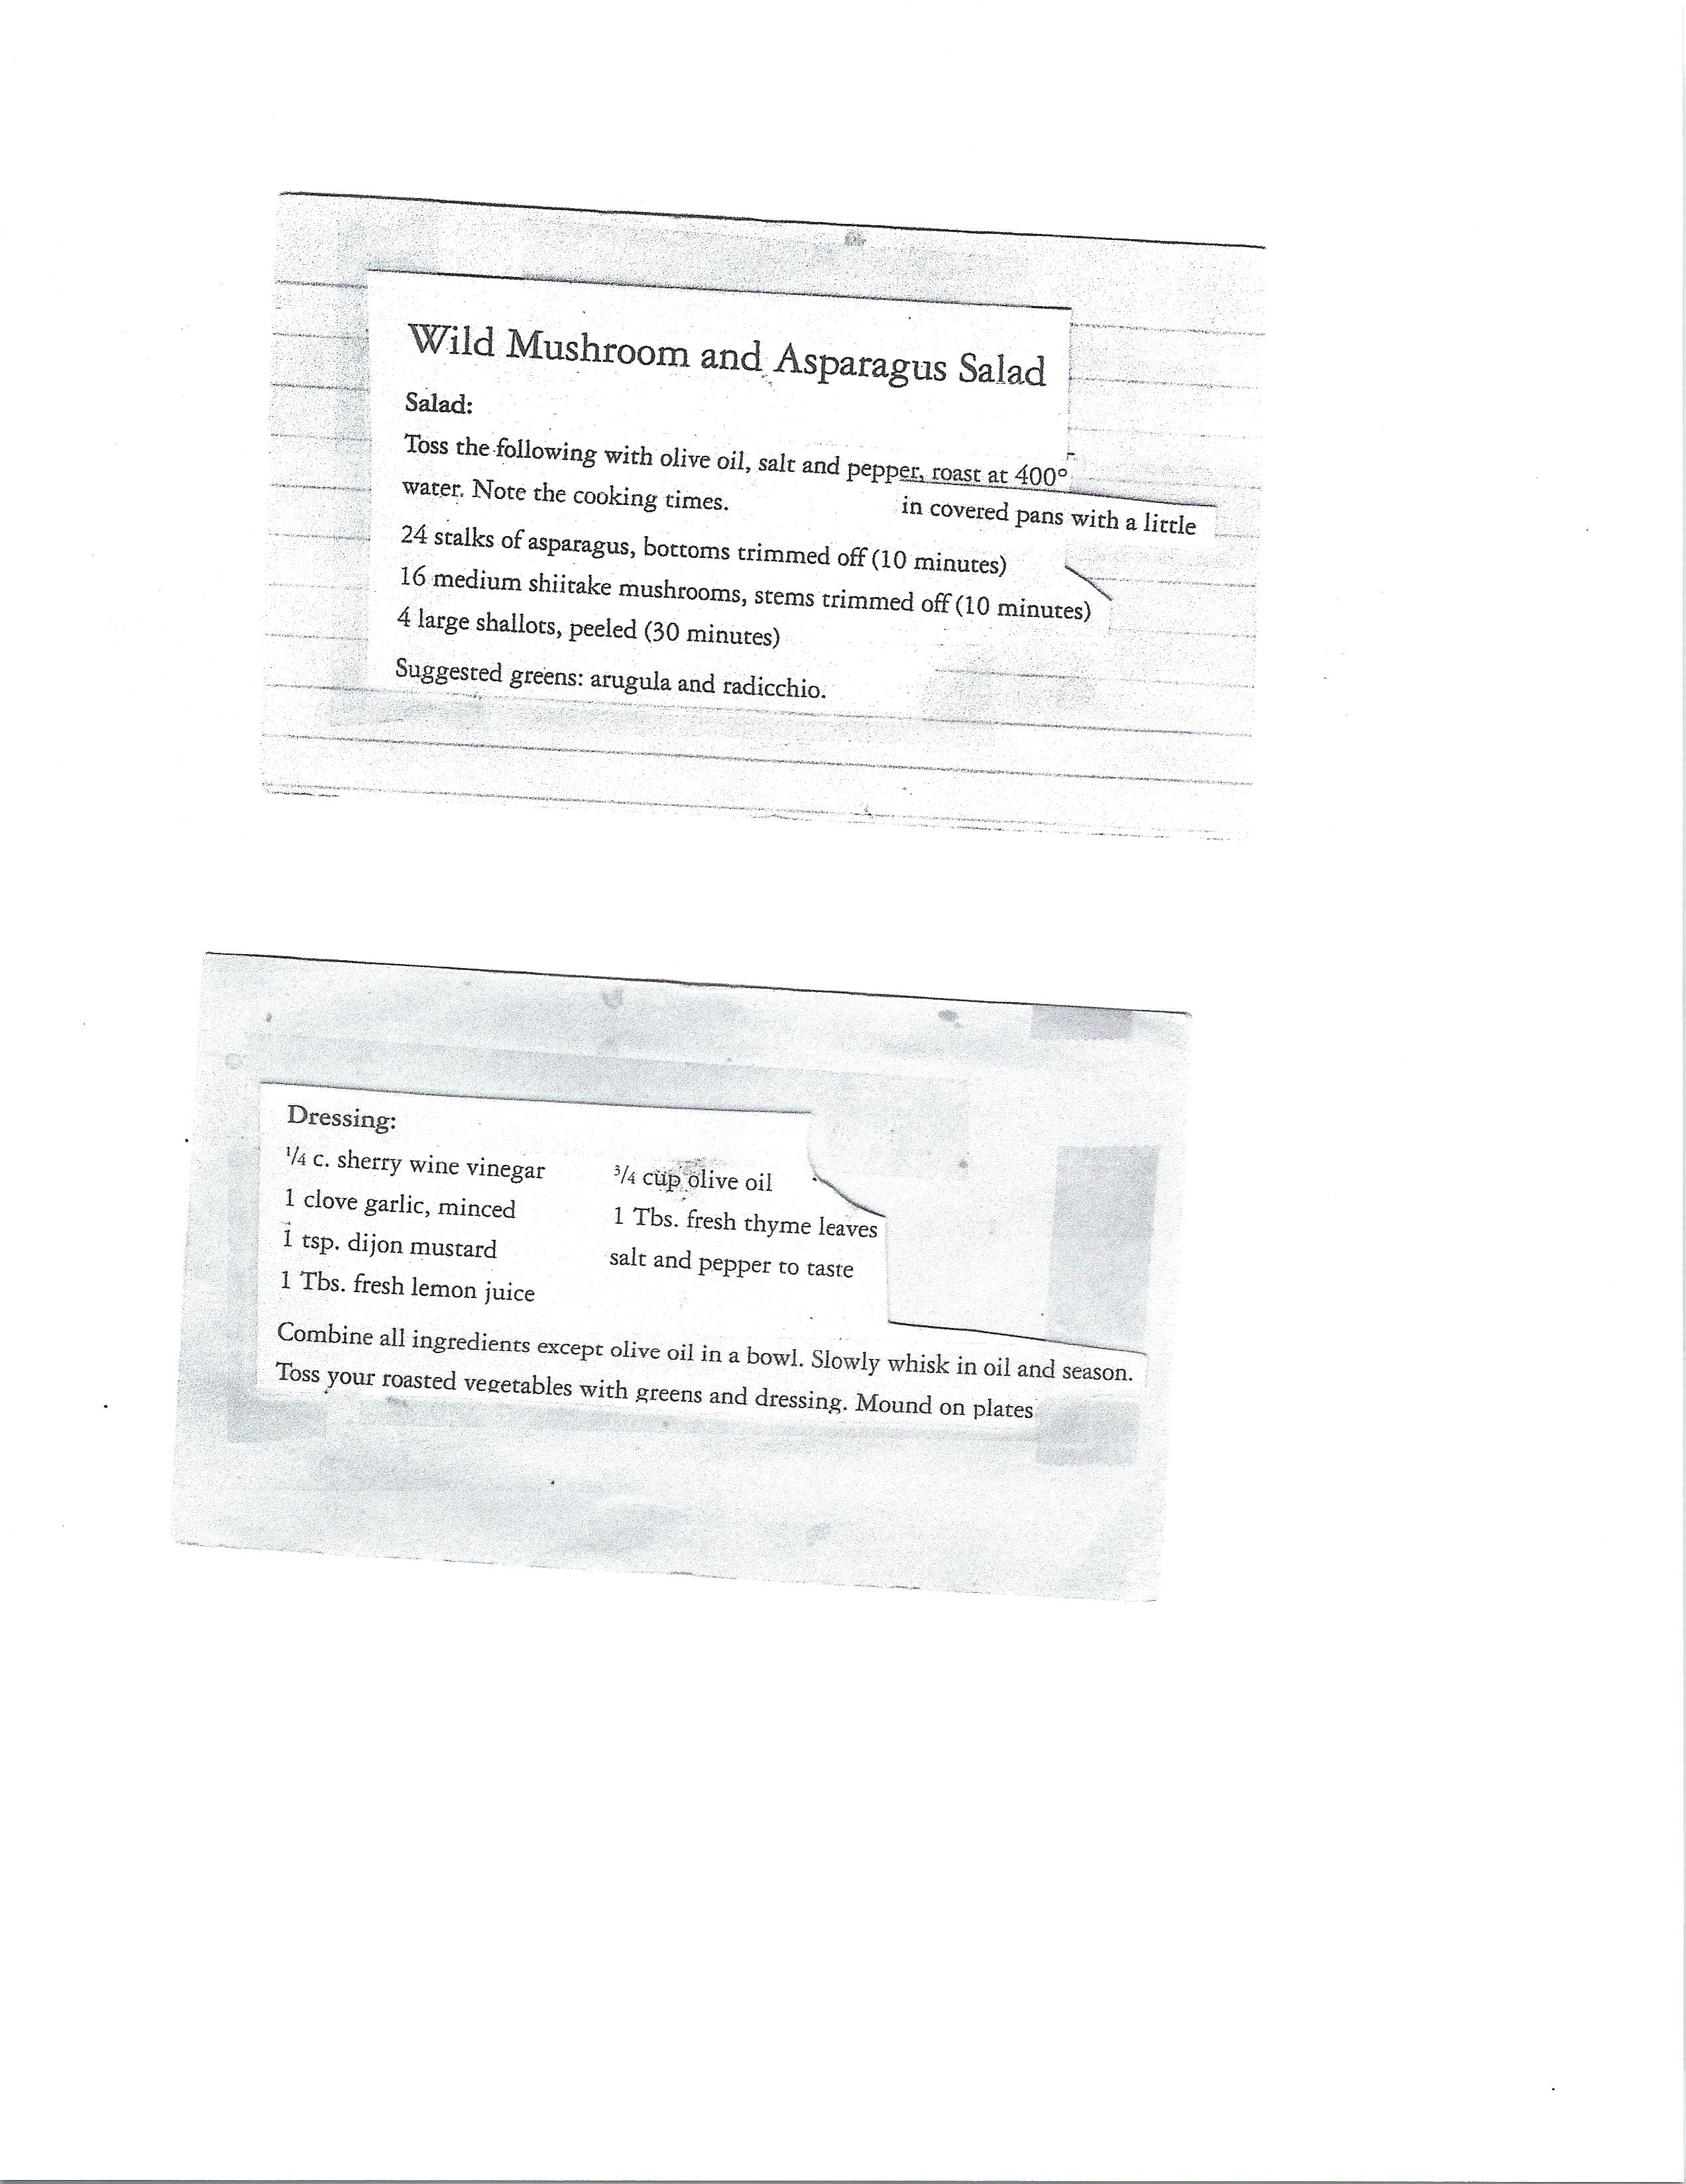 Wild Mushroom and Asparagus Salad
Salad:
Toss the following with olive oil, salt and pepper, roast at 400°
in covered pans with a little
water. Note the cooking times.
24 stalks of asparagus, bottoms trimmed off (10 minutes)
16 medium shiitake mushrooms, stems trimmed off (10 minutes)
4 large shallots, peeled (30 minutes)
Suggested greens: arugula and radicchio.
Dressing:
1/4 c. sherry wine vinegar
1 clove garlic, minced
1 tsp. dijon mustard
1 Tbs. fresh lemon juice
3/4 cup olive oil
1 Tbs. fresh thyme leaves
salt and pepper to taste
Combine all ingredients except olive oil in a bowl. Slowly whisk in oil and season.
Toss your roasted vegetables with greens and dressing. Mound on plates